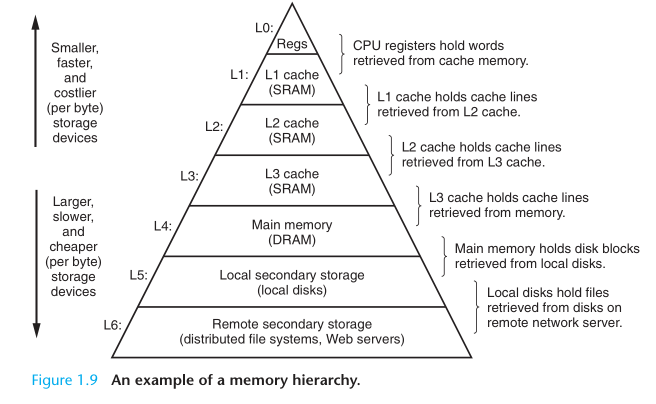 L0:
Regs
CPU registers hold words
retrieved from cache memory.
Smaller,
faster,
and
costlier
(per byte)
storage
devices
L1:
L1 cache
(SRAM)
L1 cache holds cache lines
retrieved from L2 cache.
L2:
L2 cache
(SRAM)
L2 cache holds cache lines
retrieved from L3 cache.
L3:
L3 cache
(SRAM)
L3 cache holds cache lines
retrieved from memory.
Larger,
slower,
and
cheaper
(per byte)
storage
devices
L4:
Main memory
(DRAM)
Main memory holds disk blocks
retrieved from local disks.
L5:
Local secondary storage
(local disks)
Local disks hold files
retrieved from disks on
remote network server.
L6:
Remote secondary storage
(distributed file systems, Web servers)
Figure 1.9 An example of a memory hierarchy.